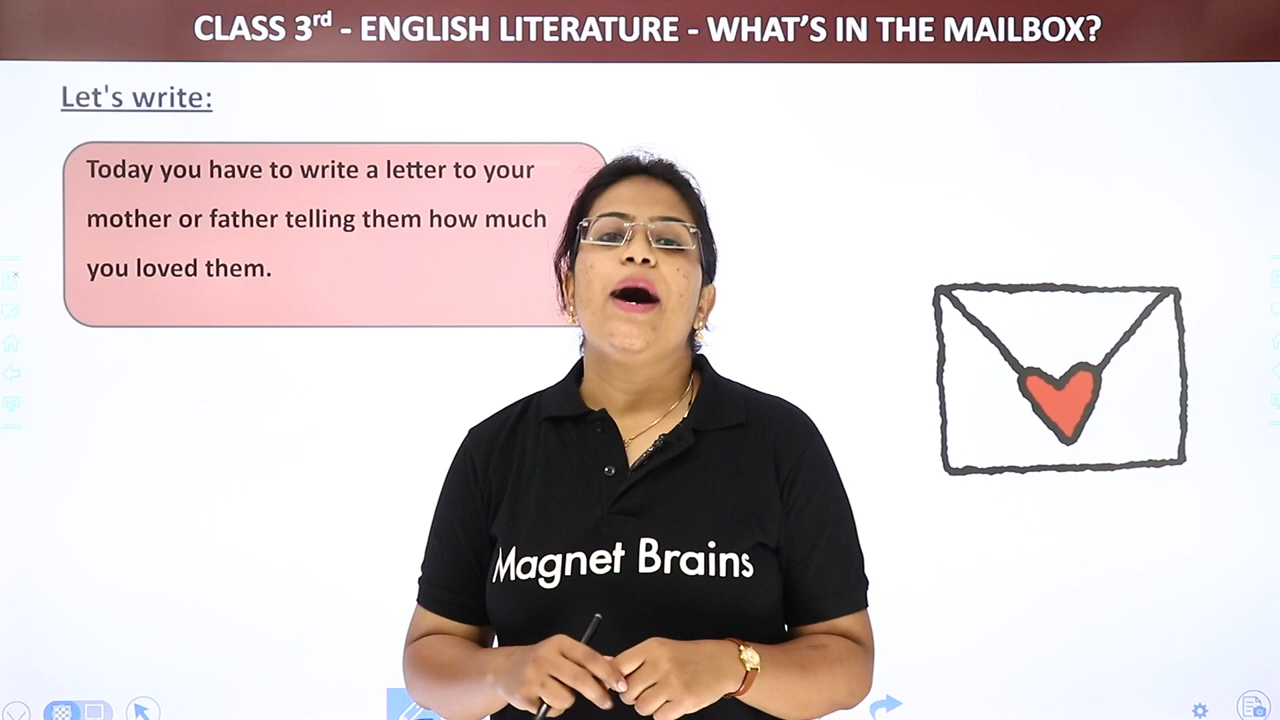 CLASS 3rd - ENGLISH LITERATURE - WHAT'S IN THE MAILBOX?
Let's write:
Today you have to write a letter to your
mother or father telling them how much
you loved them.
Magnet Brains